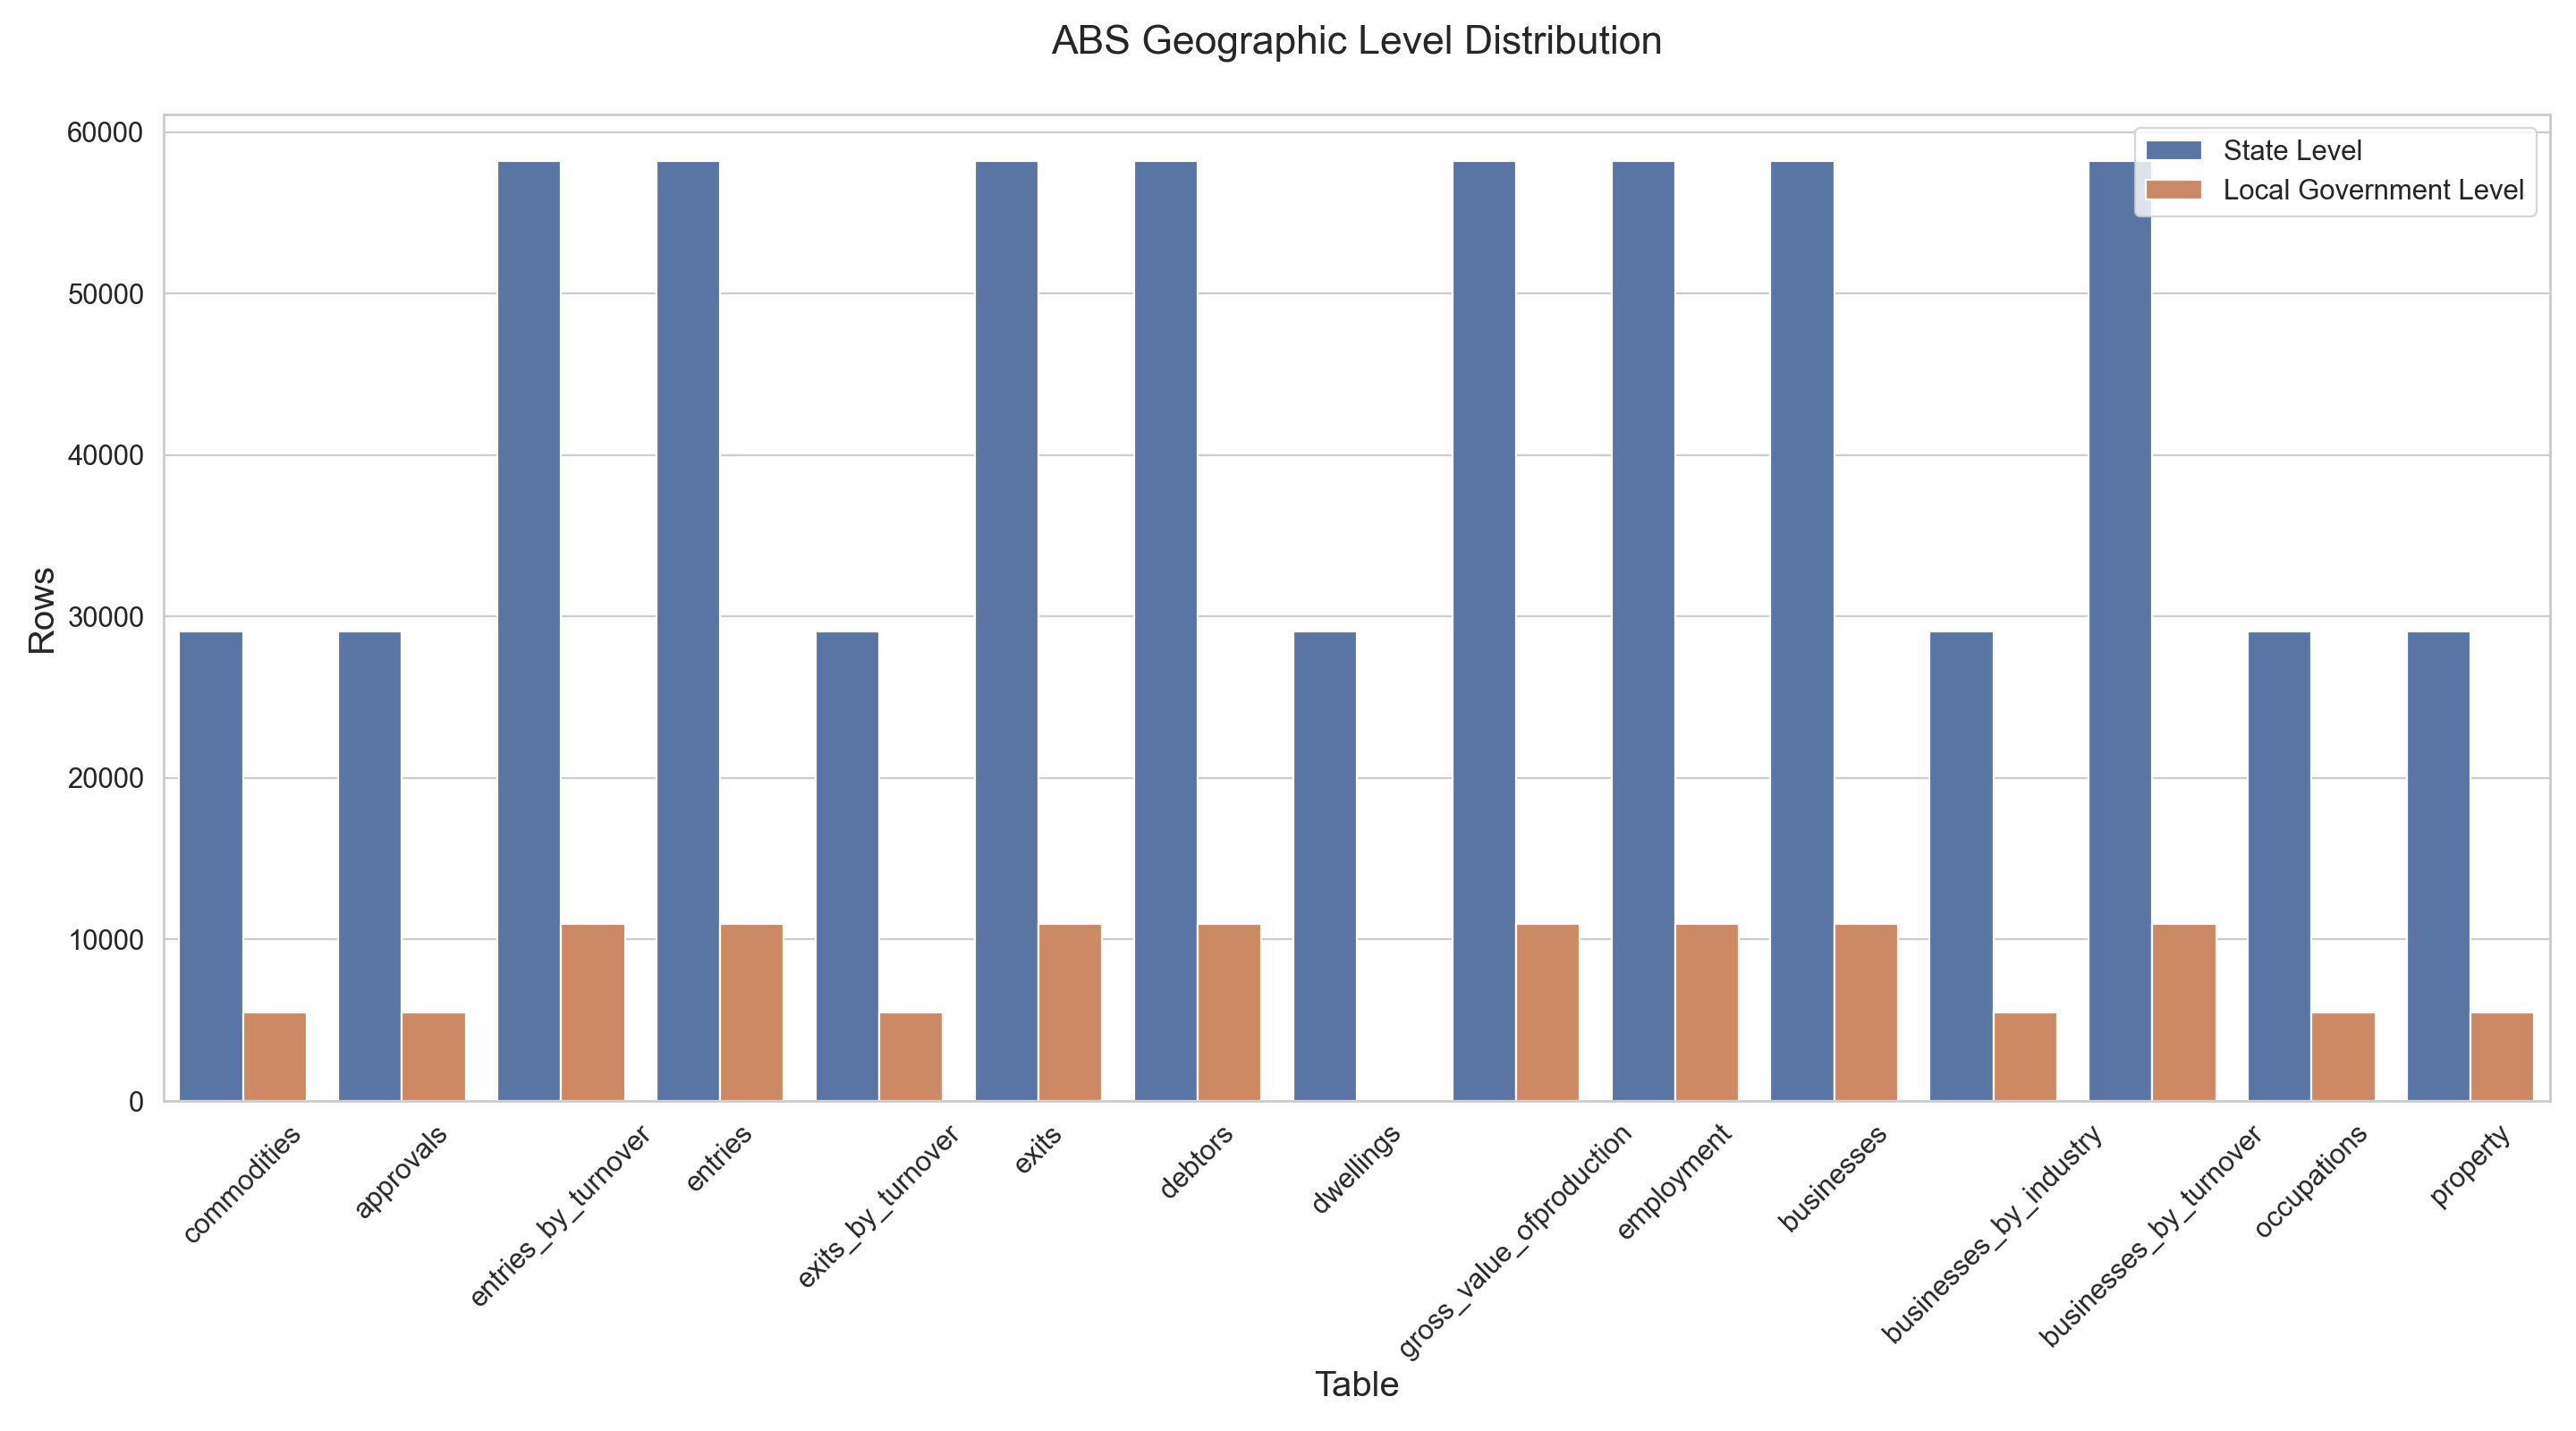 ABS Geographic Level Distribution
State Level
Local Government Level
Rows
60000
50000
40000
30000
20000
10000
0
commodities
approvals
entries_by_turnover
entries
exits_by_turnover
exits
debtors
dwellings
gross_value_ofproduction
employment
businesses
businesses_by_industry
businesses_by_turnover
occupations
property
Table